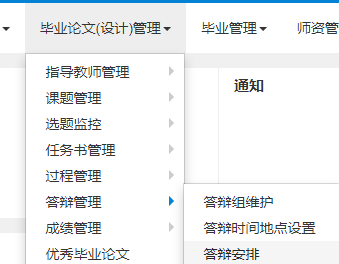 毕业论文(设计)管理 毕业管理 师资管
指导教师管理
通知
课题管理
选题监控
任务书管理
过程管理
答辩管理
答辩组维护
成绩管理
答辩时间地点设置
优秀毕业论文
答辩安排